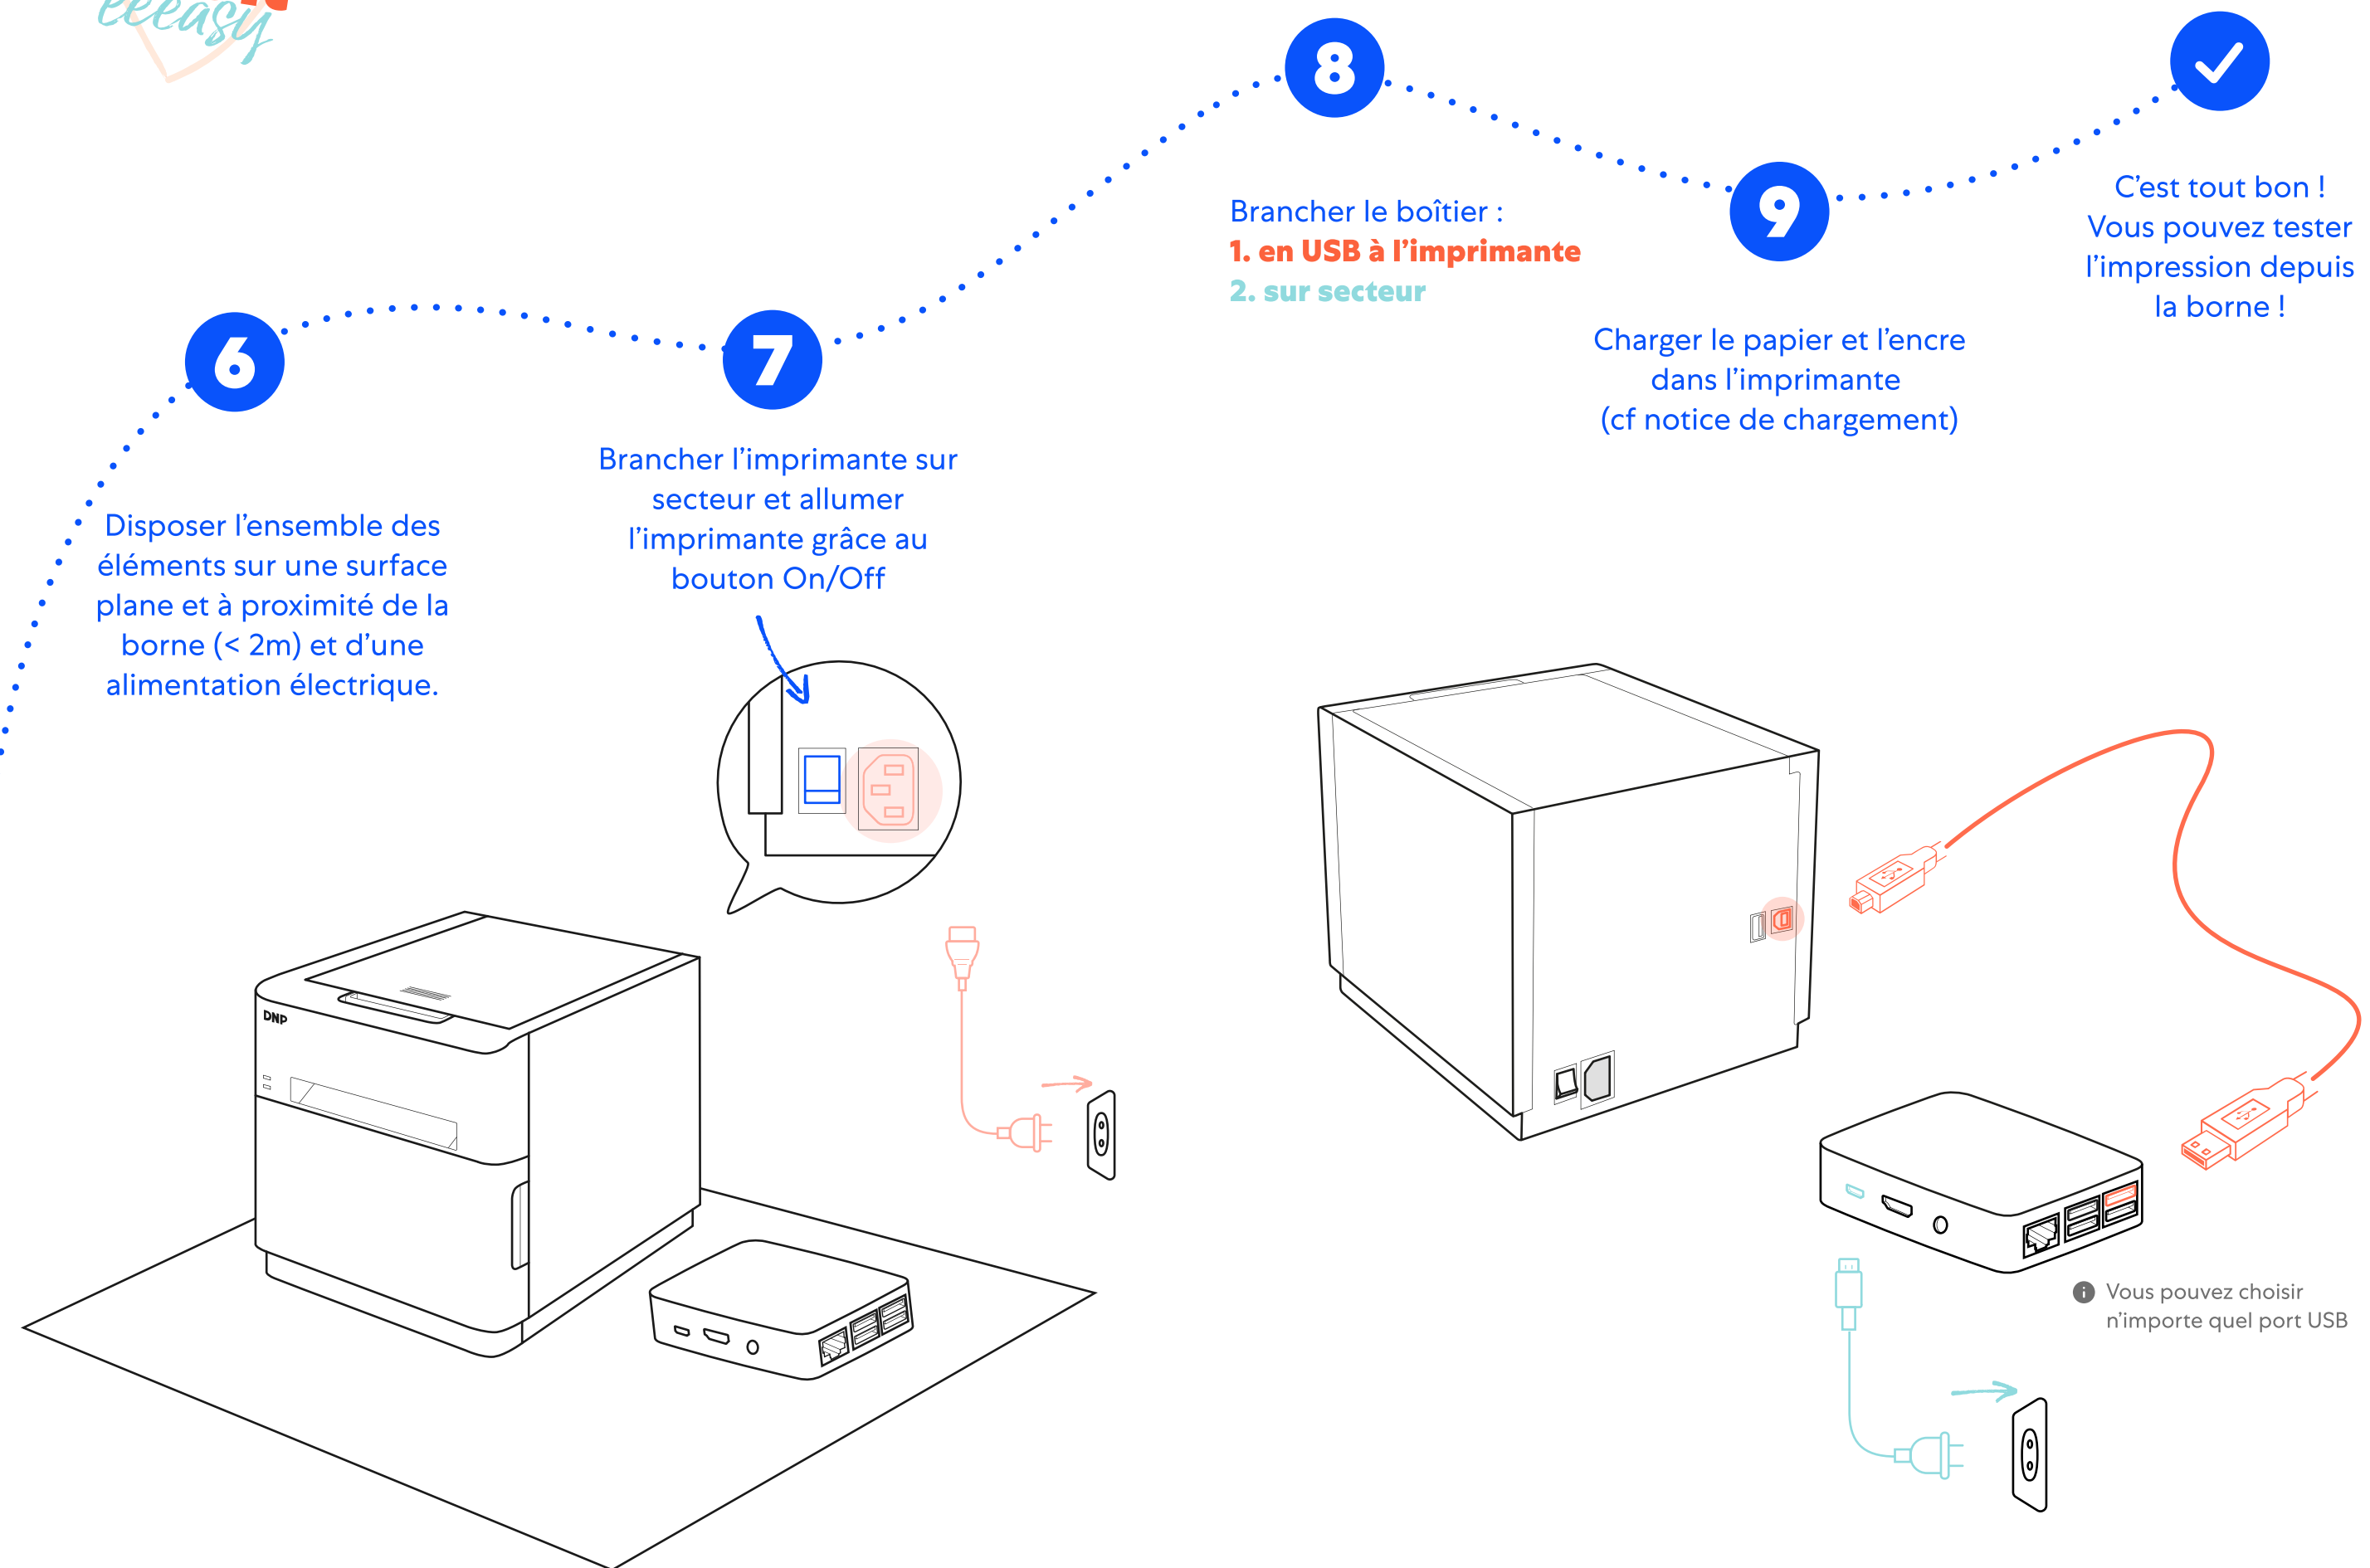 eeeasy
6
Disposer l'ensemble des
éléments sur une surface
plane et à proximité de la
borne (< 2m) et d'une
alimentation électrique.
7
Brancher l'imprimante sur
secteur et allumer
l'imprimante grâce au
bouton On/Off
8
Brancher le boîtier :
1. en USB à l'imprimante
2. sur secteur
9
Charger le papier et l'encre
dans l'imprimante
(cf notice de chargement)
C'est tout bon !
Vous pouvez tester
l'impression depuis
la borne !
DNP
i Vous pouvez choisir
n'importe quel port USB